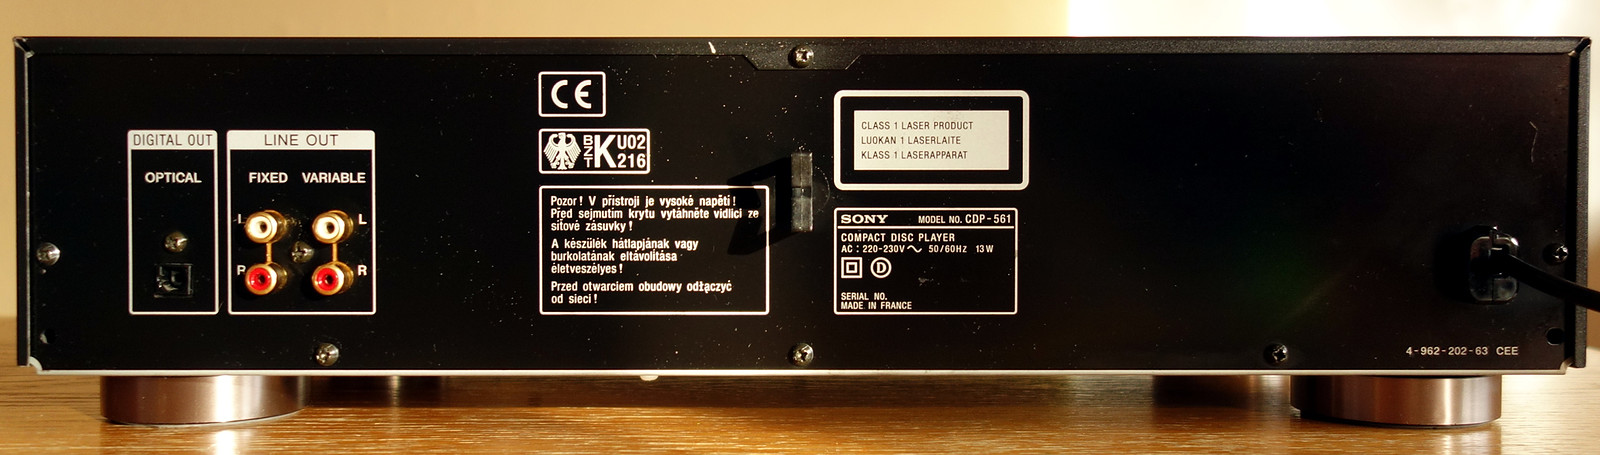 DIGITAL OUT
OPTICAL
LINE OUT
FIXED VARIABLE
L L
R R
CE
BZT K U02 216
Pozor! V přístroji je vysoké napětí!
Před sejmutím krytu vytáhněte vidlici ze
síťové zásuvky!
A készülék hátlapjának vagy
burkolatának eltávolítása
életveszélyes!
Przed otwarciem obudowy odłączyć
od sieci!
CLASS 1 LASER PRODUCT
LUOKAN 1 LASERLAITE
KLASS 1 LASERAPPARAT
SONY MODEL NO. CDP-561
COMPACT DISC PLAYER
AC: 220-230V ~ 50/60Hz 13W
D
SERIAL NO.
MADE IN FRANCE
4-962-202-63 CEE